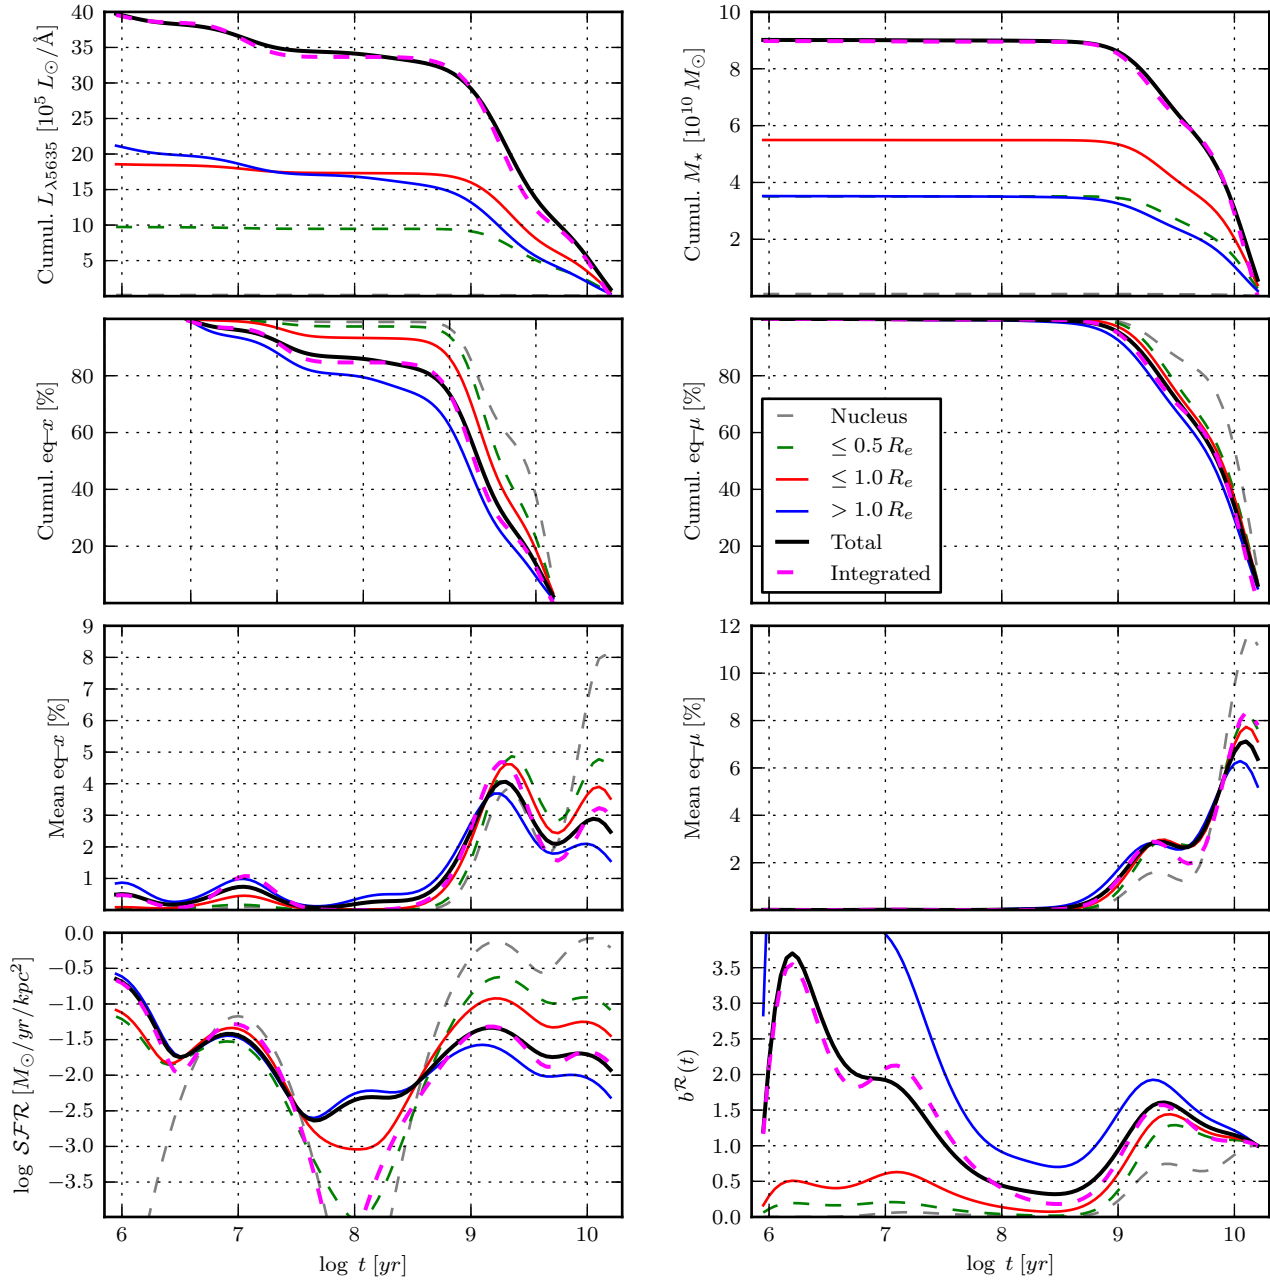 Cumul. L_λ5635 [10^5 L_⊙/Å]
40
35
30
25
20
15
10
5
Cumul. M_⋆ [10^10 M_⊙]
10
8
6
4
2
Cumul. eq–x [%]
80
60
40
20
Cumul. eq–μ [%]
80
60
40
20
Nucleus
≤ 0.5 R_e
≤ 1.0 R_e
> 1.0 R_e
Total
Integrated
Mean eq–x [%]
9
8
7
6
5
4
3
2
1
Mean eq–μ [%]
12
10
8
6
4
2
log SFR [M_⊙/yr/kpc^2]
0.0
−0.5
−1.0
−1.5
−2.0
−2.5
−3.0
−3.5
6 7 8 9 10
log t [yr]
b^R(t)
3.5
3.0
2.5
2.0
1.5
1.0
0.5
0.0
6 7 8 9 10
log t [yr]